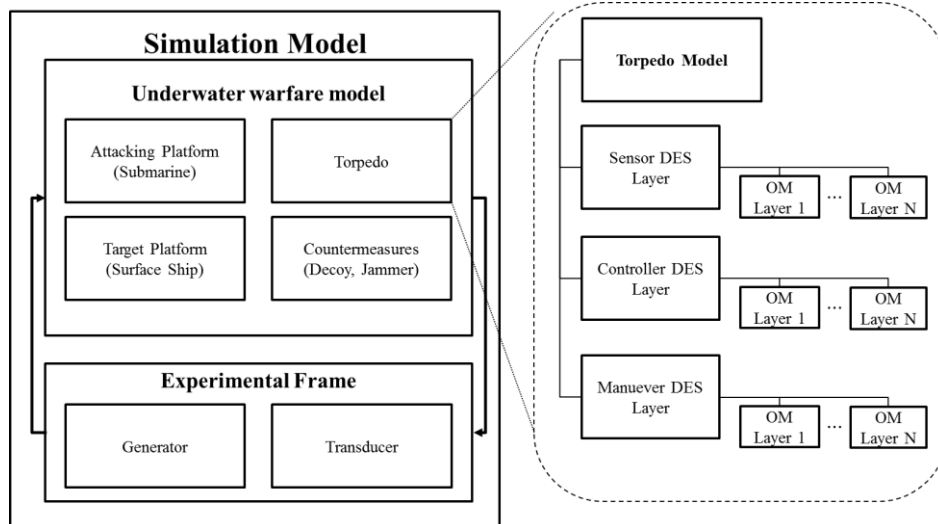 Simulation Model
Underwater warfare model
Attacking Platform
(Submarine)
Torpedo
Target Platform
(Surface Ship)
Countermeasures
(Decoy, Jammer)
Experimental Frame
Generator
Transducer
Torpedo Model
Sensor DES
Layer
OM
Layer 1
...
OM
Layer N
Controller DES
Layer
OM
Layer 1
...
OM
Layer N
Manuever DES
Layer
OM
Layer 1
...
OM
Layer N